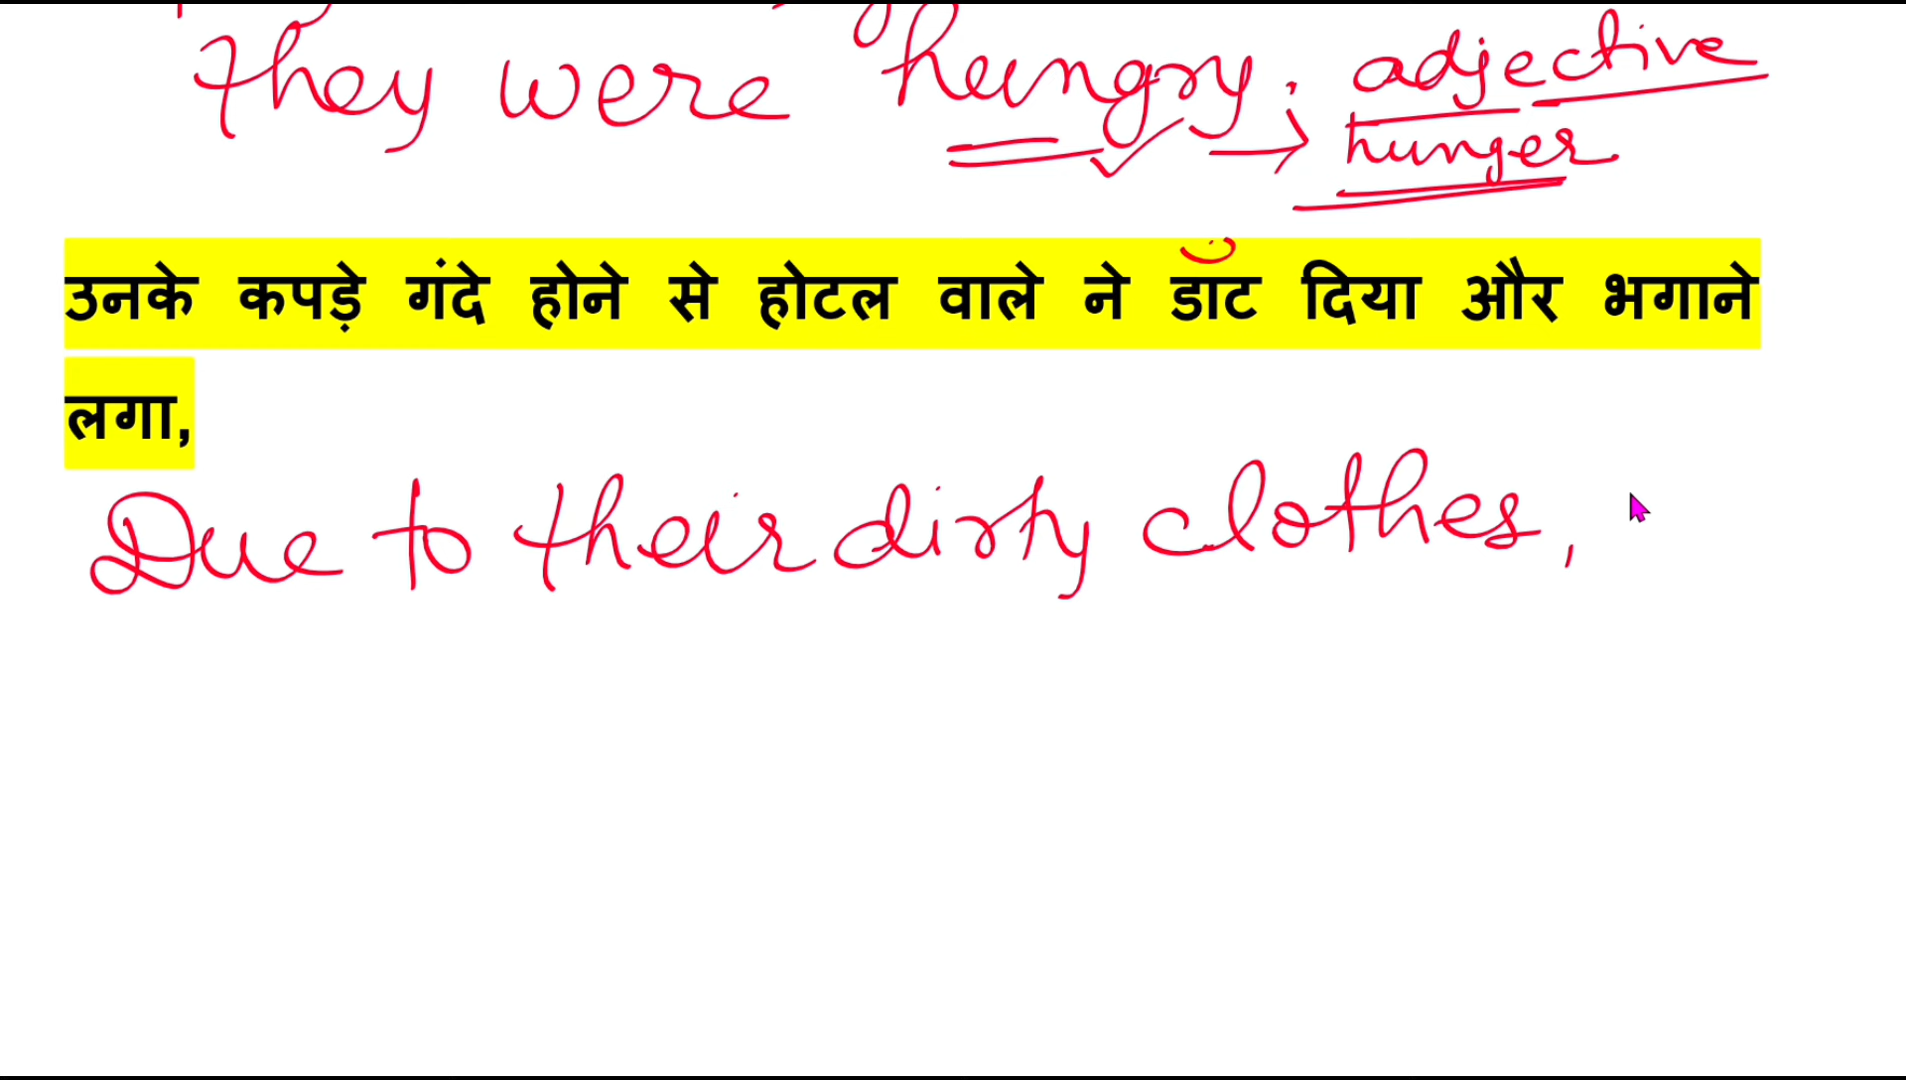 They were hungry. adjective
hunger
उनके कपड़े गंदे होने से होटल वाले ने डाँट दिया और भगाने
लगा,
Due to their dirty clothes,